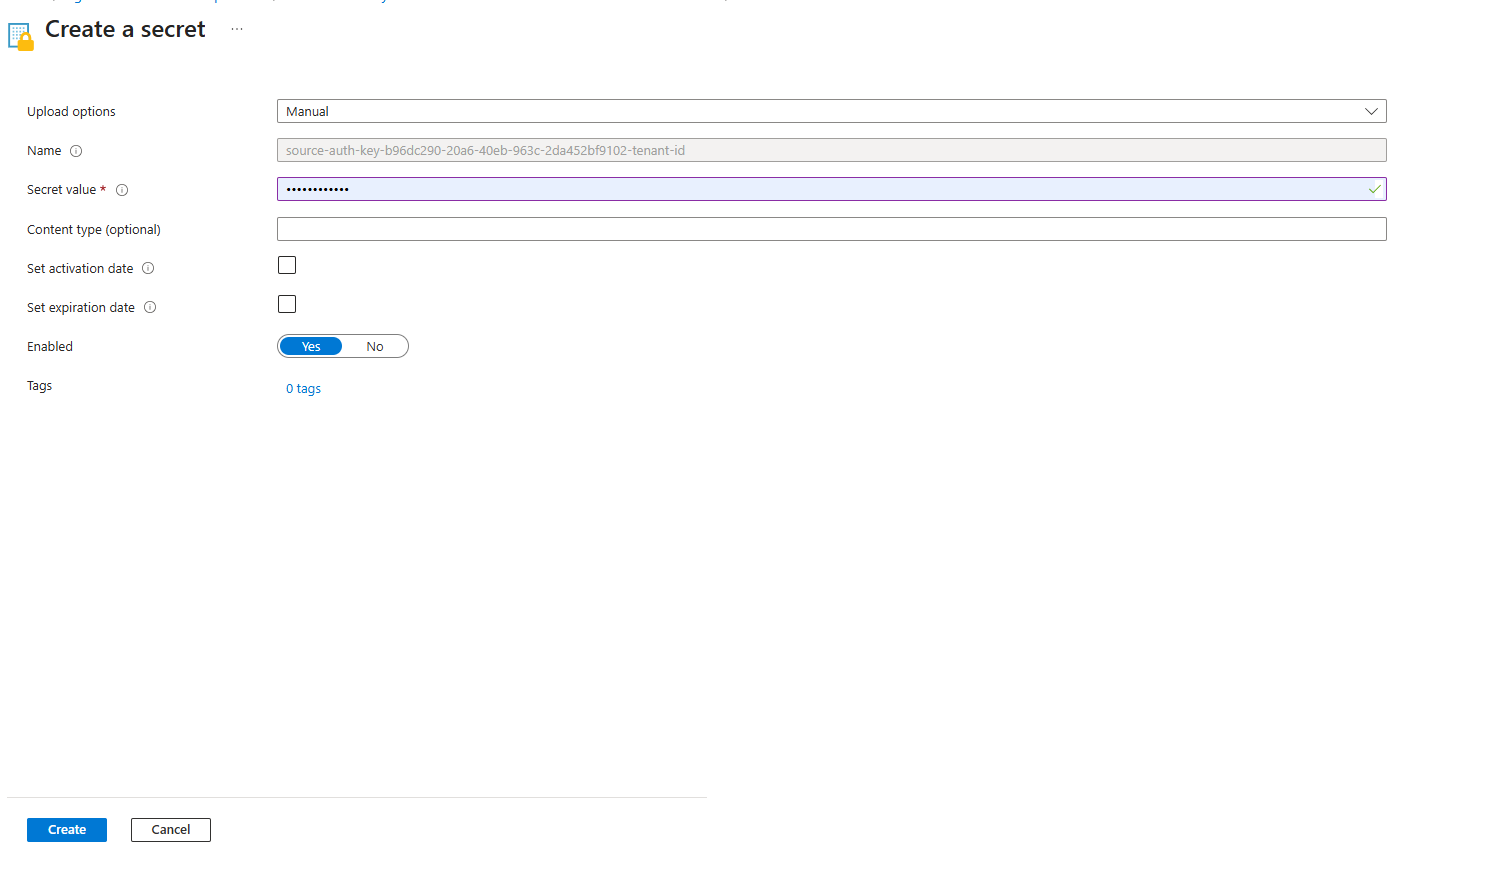 Create a secret ...
Upload options
Manual
Name
source-auth-key-b96dc290-20a6-40eb-963c-2da452bf9102-tenant-id
Secret value *
••••••••••••
Content type (optional)
Set activation date
Set expiration date
Enabled
Yes No
Tags
0 tags
Create Cancel